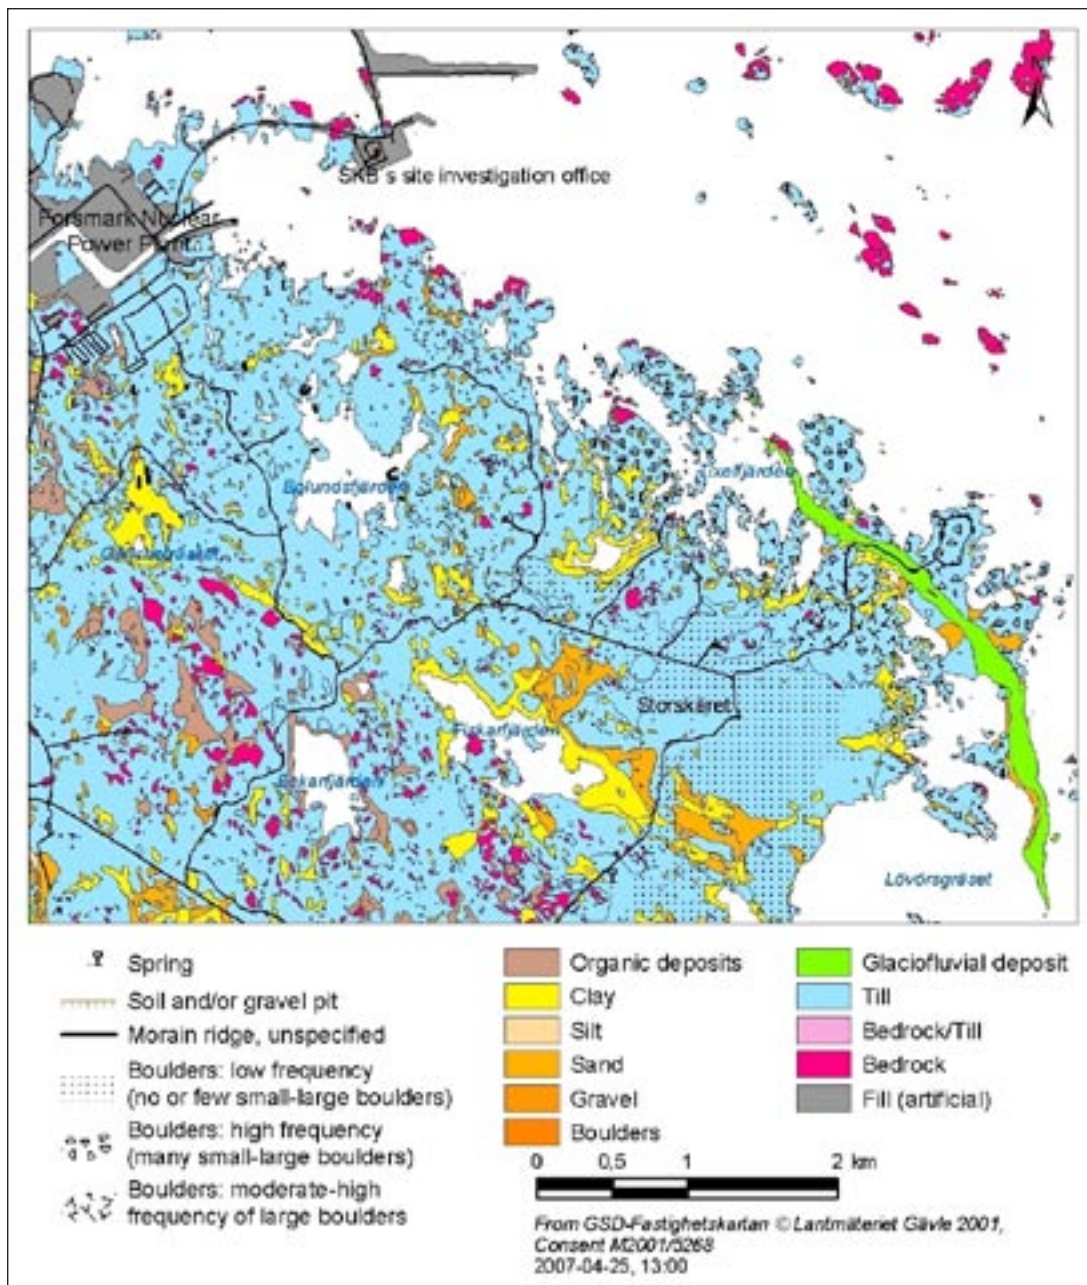 SKB s site investigation office
Forsmark Nuclear
Power Plant
Bolundsfjärden
Fiskarfjärden
Storskäret
Eckarfjärden
Lövörsgräset
Spring
Soil and/or gravel pit
Morain ridge, unspecified
Boulders: low frequency
(no or few small-large boulders)
Boulders: high frequency
(many small-large boulders)
Boulders: moderate-high
frequency of large boulders
Organic deposits
Clay
Silt
Sand
Gravel
Boulders
Glaciofluvial deposit
Till
Bedrock/Till
Bedrock
Fill (artificial)
0 0,5 1 2 km
From GSD-Fastighetskartan © Lantmäteriet Gävle 2001,
Consent M2001/5268
2007-04-25, 13:00